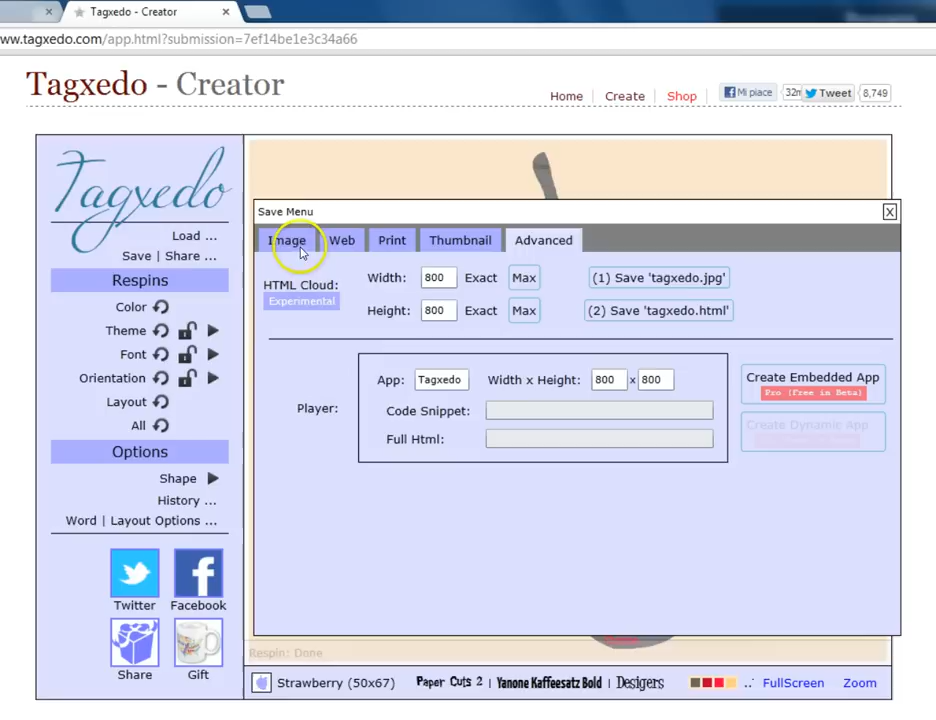 Tagxedo - Creator
ww.tagxedo.com/app.html?submission=7ef14be1e3c34a66
Tagxedo - Creator
Home | Create | Shop | Mi piace 32m Tweet 8,749
Tagxedo
Load ...
Save | Share ...
Respins
Color
Theme
Font
Orientation
Layout
All
Options
Shape
History ...
Word | Layout Options ...
Twitter Facebook
Share Gift
Save Menu X
Image Web Print Thumbnail Advanced
HTML Cloud:
Experimental
Width: 800 Exact Max (1) Save 'tagxedo.jpg'
Height: 800 Exact Max (2) Save 'tagxedo.html'
Player:
App: Tagxedo Width x Height: 800 x 800
Code Snippet:
Full Html:
Create Embedded App
Pro [Free in Beta]
Create Dynamic App
Respin: Done
Strawberry (50x67) Paper Cuts 2 | Yanone Kaffeesatz Bold | Desigers ..: FullScreen Zoom